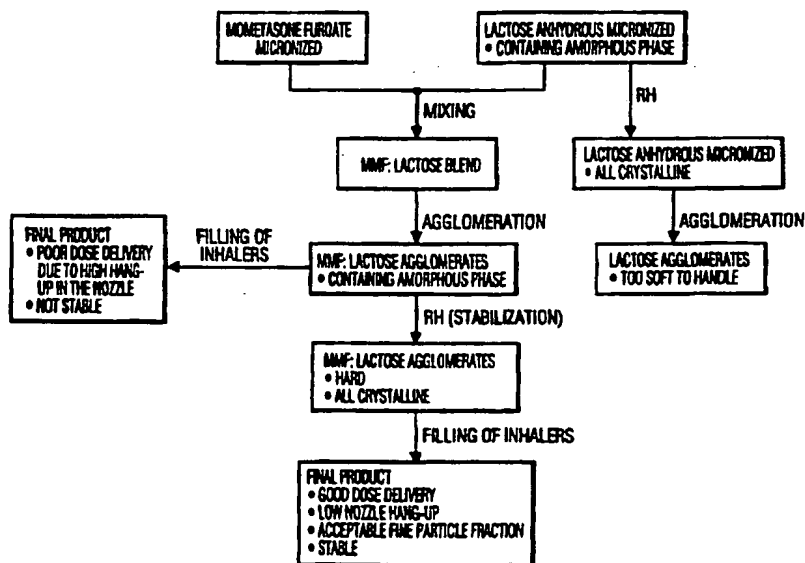 MOMETASONE FUROATE
MICRONIZED
LACTOSE ANHYDROUS MICRONIZED
• CONTAINING AMORPHOUS PHASE
MIXING
RH
MMF: LACTOSE BLEND
LACTOSE ANHYDROUS MICRONIZED
• ALL CRYSTALLINE
AGGLOMERATION
AGGLOMERATION
FILLING OF
INHALERS
FINAL PRODUCT
• POOR DOSE DELIVERY
DUE TO HIGH HANG-
UP IN THE NOZZLE
• NOT STABLE
MMF: LACTOSE AGGLOMERATES
• CONTAINING AMORPHOUS PHASE
LACTOSE AGGLOMERATES
• TOO SOFT TO HANDLE
RH (STABILIZATION)
MMF: LACTOSE AGGLOMERATES
• HARD
• ALL CRYSTALLINE
FILLING OF INHALERS
FINAL PRODUCT
• GOOD DOSE DELIVERY
• LOW NOZZLE HANG-UP
• ACCEPTABLE FINE PARTICLE FRACTION
• STABLE